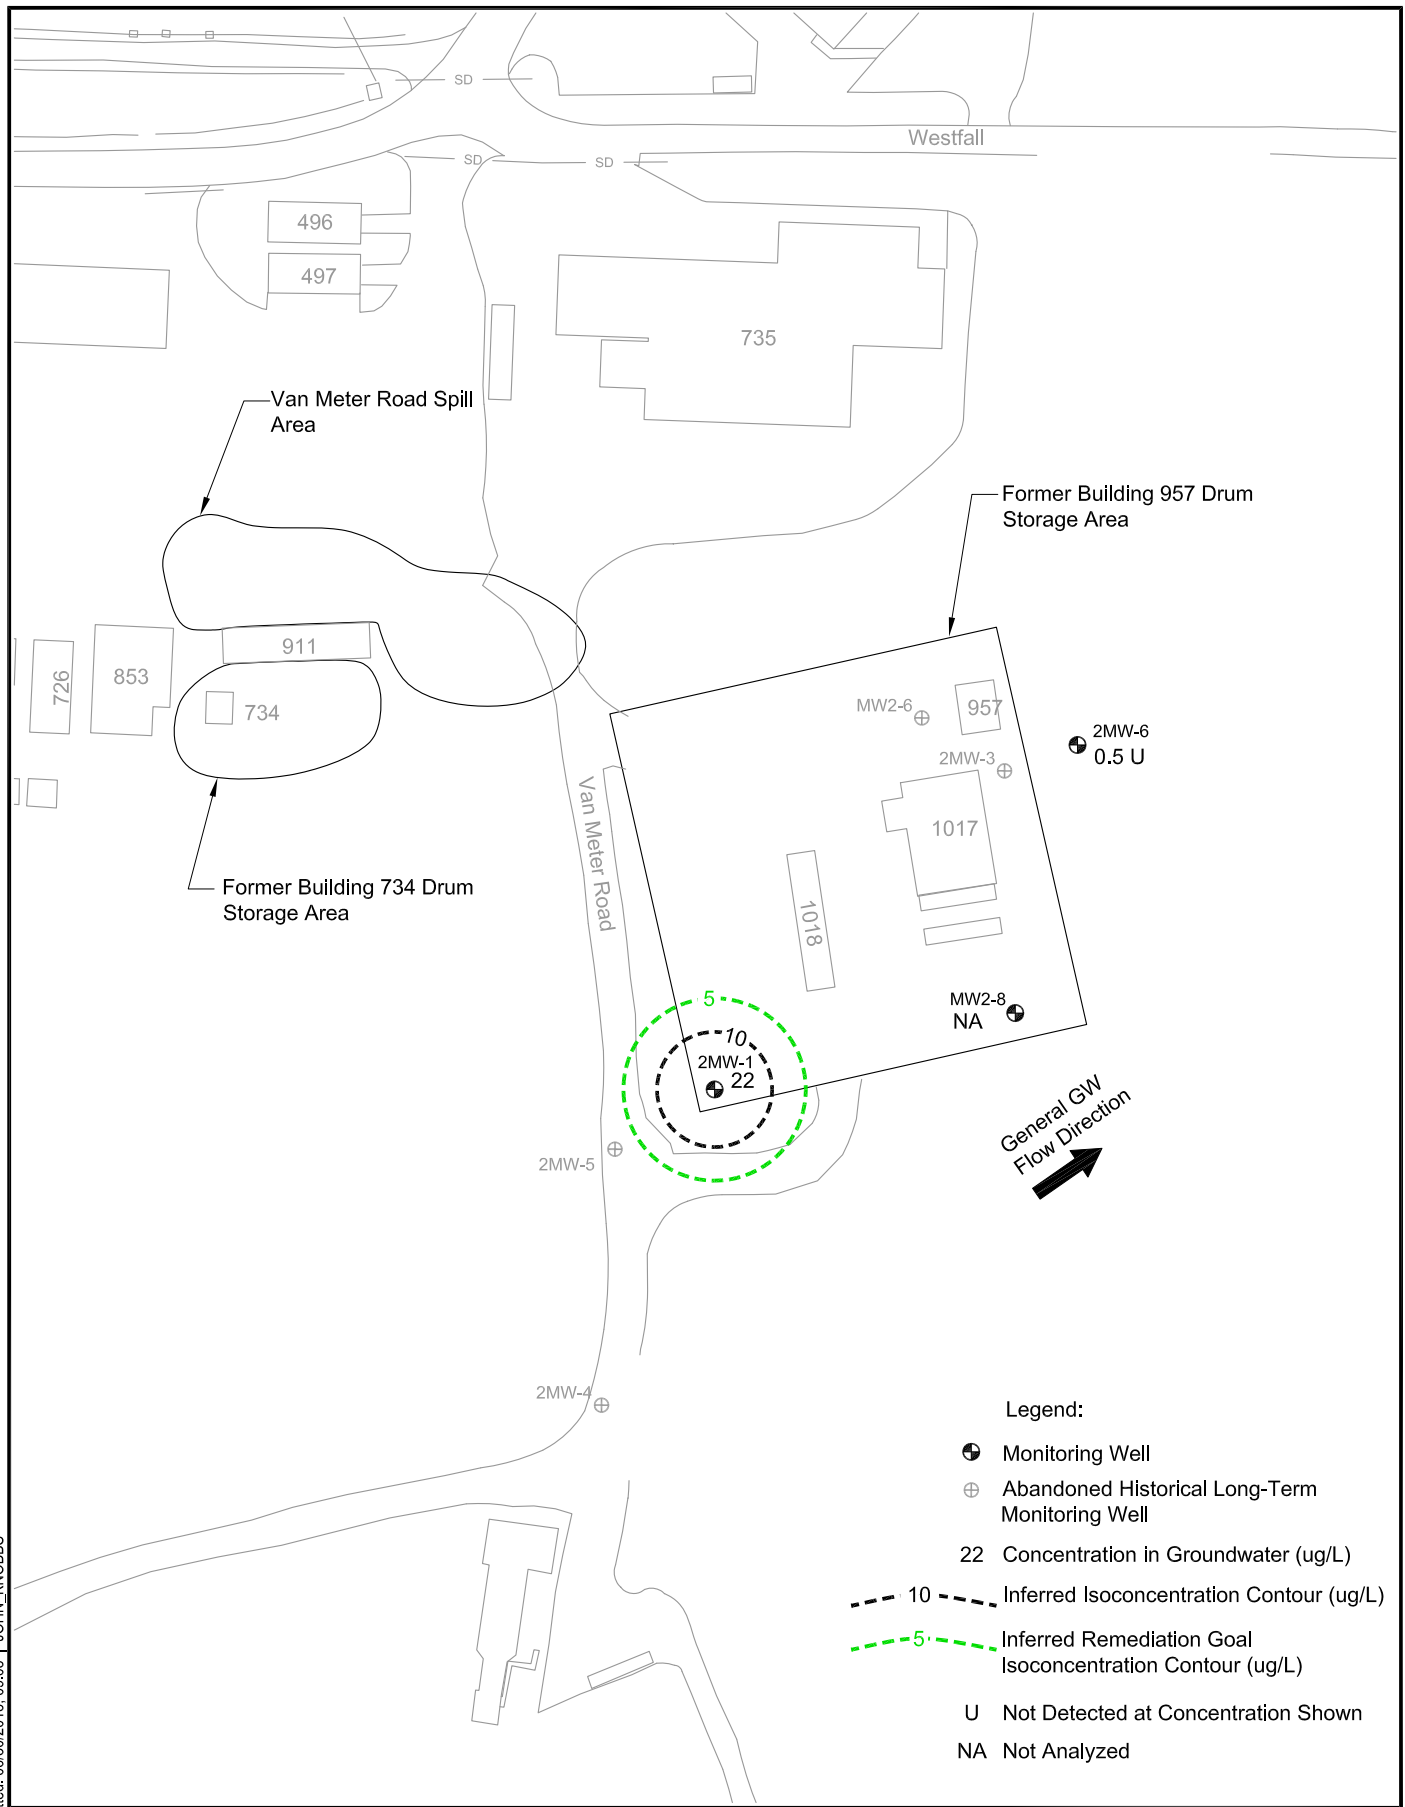 SD
Westfall
SD
SD
496
497
735
Van Meter Road Spill
Area
Former Building 957 Drum
Storage Area
911
726
853
734
MW2-6
957
2MW-6
0.5 U
2MW-3
1017
Van Meter Road
Former Building 734 Drum
Storage Area
1018
5
MW2-8
NA
10
2MW-1
22
General GW
Flow Direction
2MW-5
2MW-4
Legend:
Monitoring Well
Abandoned Historical Long-Term
Monitoring Well
22 Concentration in Groundwater (ug/L)
10 Inferred Isoconcentration Contour (ug/L)
5 Inferred Remediation Goal
Isoconcentration Contour (ug/L)
U Not Detected at Concentration Shown
NA Not Analyzed